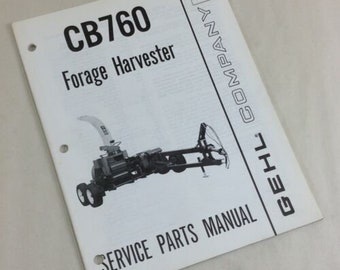 CB760
Forage Harvester
GEHL COMPANY
SERVICE PARTS MANUAL